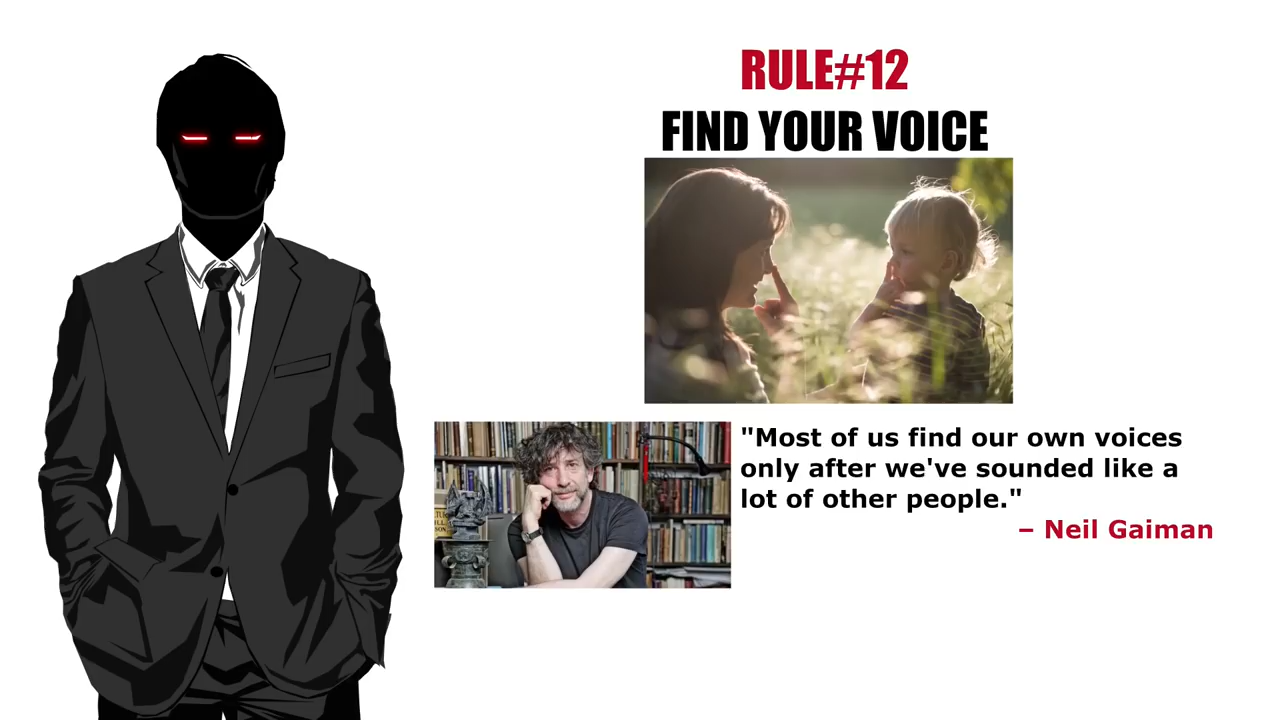 RULE#12
FIND YOUR VOICE
"Most of us find our own voices
only after we've sounded like a
lot of other people."
– Neil Gaiman